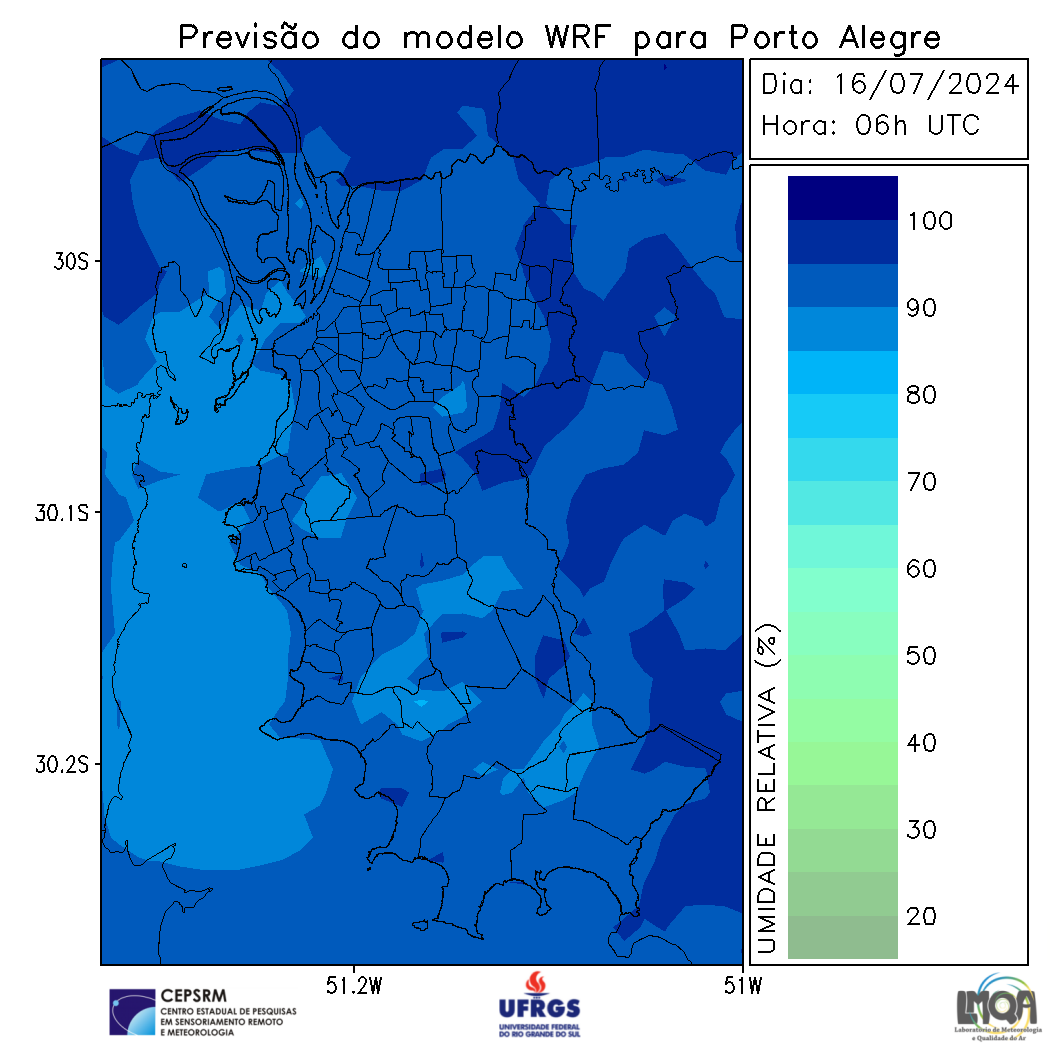 Previsão do modelo WRF para Porto Alegre
Dia: 16/07/2024
Hora: 06h UTC
100
90
80
70
60
50
40
30
20
UMIDADE RELATIVA (%)
30S
30.1S
30.2S
51.2W
51W
CEPSRM
CENTRO ESTADUAL DE PESQUISAS
EM SENSORIAMENTO REMOTO
E METEOROLOGIA
UFRGS
UNIVERSIDADE FEDERAL
DO RIO GRANDE DO SUL
LMQA
Laboratório de Meteorologia
e Qualidade do Ar